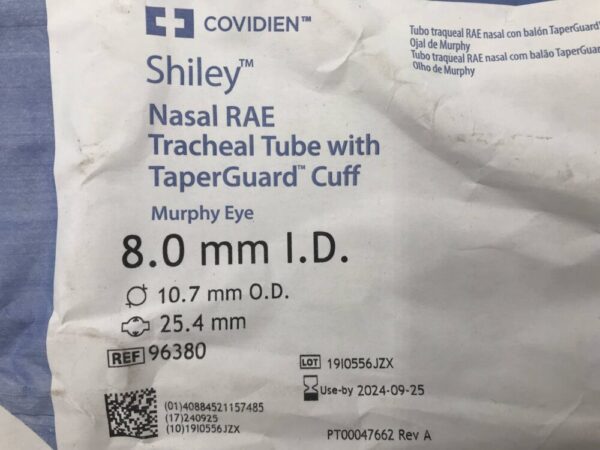 COVIDIEN™
Shiley™
Nasal RAE
Tracheal Tube with
TaperGuard™ Cuff
Murphy Eye
8.0 mm I.D.
10.7 mm O.D.
25.4 mm
REF 96380
LOT 19I0556JZX
Use-by 2024-09-25
(01)40884521157485
(17)240925
(10)19I0556JZX
PT00047662 Rev A
Tubo traqueal RAE nasal con balón TaperGuard™
Ojal de Murphy
Tubo traqueal RAE nasal com balão TaperGuar
Olho de Murphy